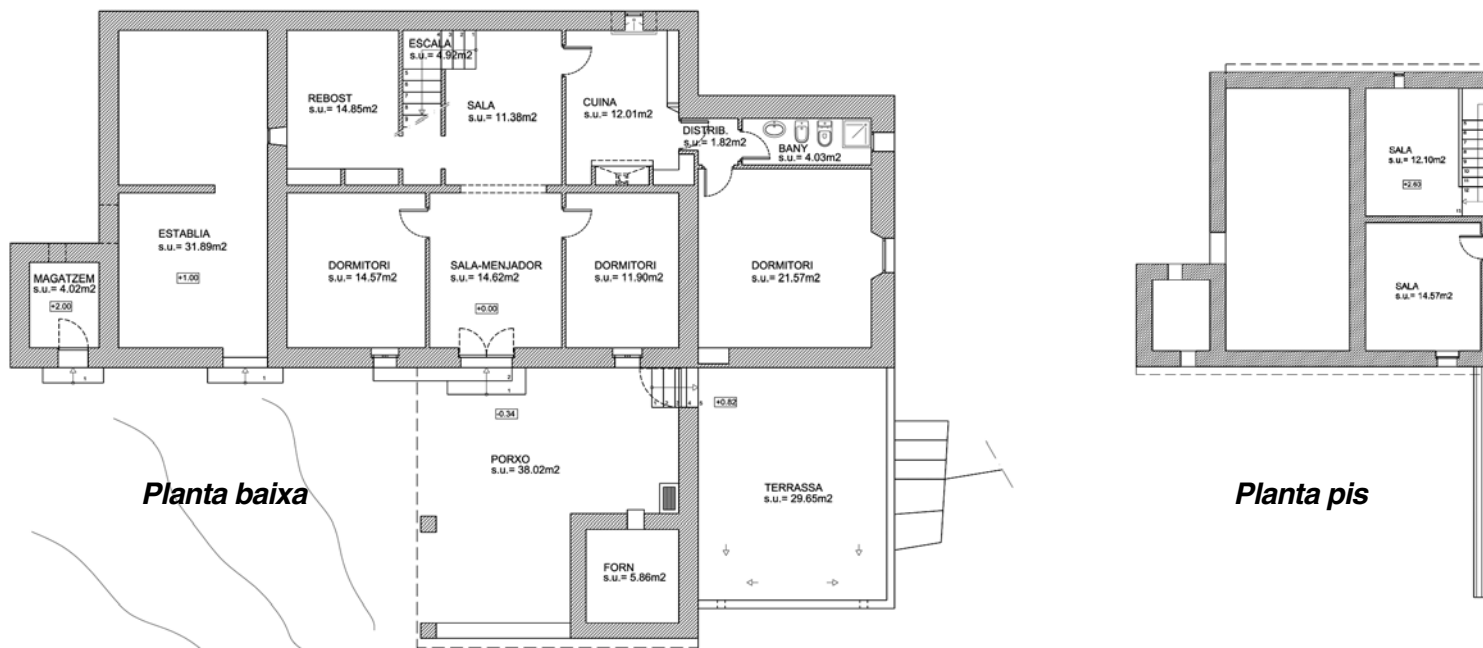 ESCALA
s.u.= 4.92m2
REBOST
s.u.= 14.85m2
SALA
s.u.= 11.38m2
CUINA
s.u.= 12.01m2
DISTRIB.
s.u.= 1.82m2
BANY
s.u.= 4.03m2
ESTABLIA
s.u.= 31.89m2
+1.00
MAGATZEM
s.u.= 4.02m2
+2.00
DORMITORI
s.u.= 14.57m2
SALA-MENJADOR
s.u.= 14.62m2
+0.00
DORMITORI
s.u.= 11.90m2
DORMITORI
s.u.= 21.57m2
-0.34
+0.82
PORXO
s.u.= 38.02m2
TERRASSA
s.u.= 29.65m2
FORN
s.u.= 5.86m2
Planta baixa
SALA
s.u.= 12.10m2
+2.60
SALA
s.u.= 14.57m2
Planta pis